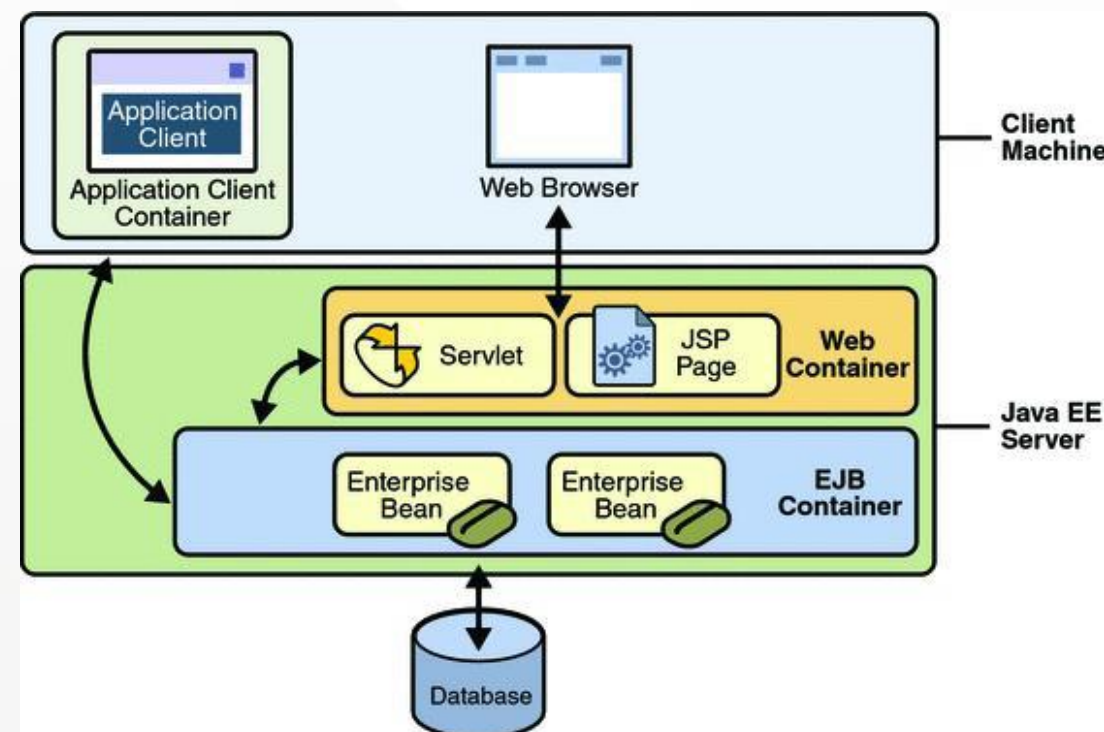 Application
Client
Application Client
Container
Web Browser
Client
Machine
Servlet
JSP
Page
Web
Container
Java EE
Server
Enterprise
Bean
Enterprise
Bean
EJB
Container
Database